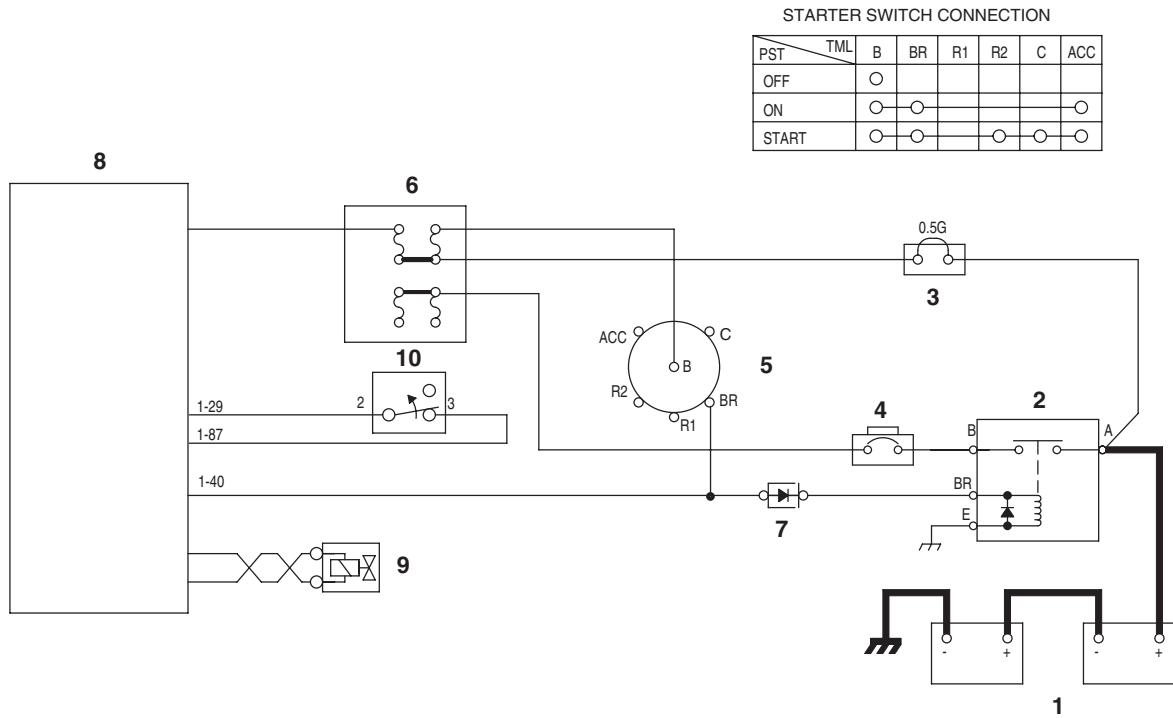 STARTER SWITCH CONNECTION
PST TML B BR R1 R2 C ACC
OFF
ON
START
8
6
0.5G
3
ACC
C
B
5
R2
BR
R1
10
1-29
2
3
1-87
4
2
B
A
1-40
7
BR
E
9
- + - +
1